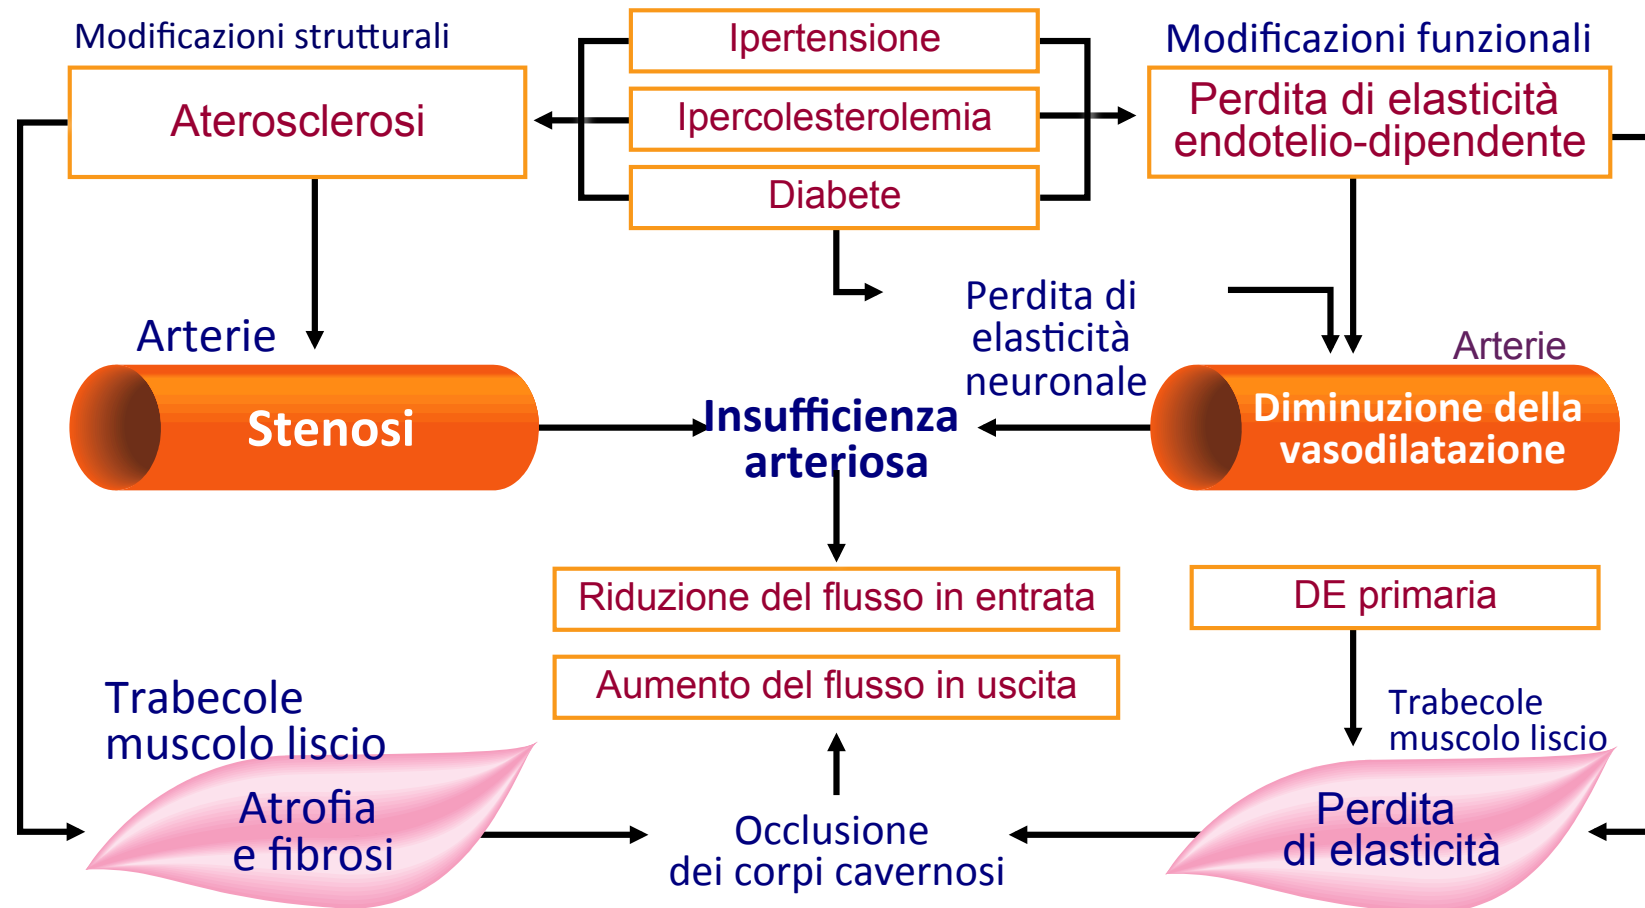 Modificazioni strutturali
Ipertensione
Modificazioni funzionali
Aterosclerosi
Ipercolesterolemia
Perdita di elasticità
endotelio-dipendente
Diabete
Perdita di
elasticità
neuronale
Arterie
Arterie
Stenosi
Insufficienza
arteriosa
Diminuzione della
vasodilatazione
Riduzione del flusso in entrata
DE primaria
Aumento del flusso in uscita
Trabecole
muscolo liscio
Trabecole
muscolo liscio
Atrofia
e fibrosi
Occlusione
dei corpi cavernosi
Perdita
di elasticità